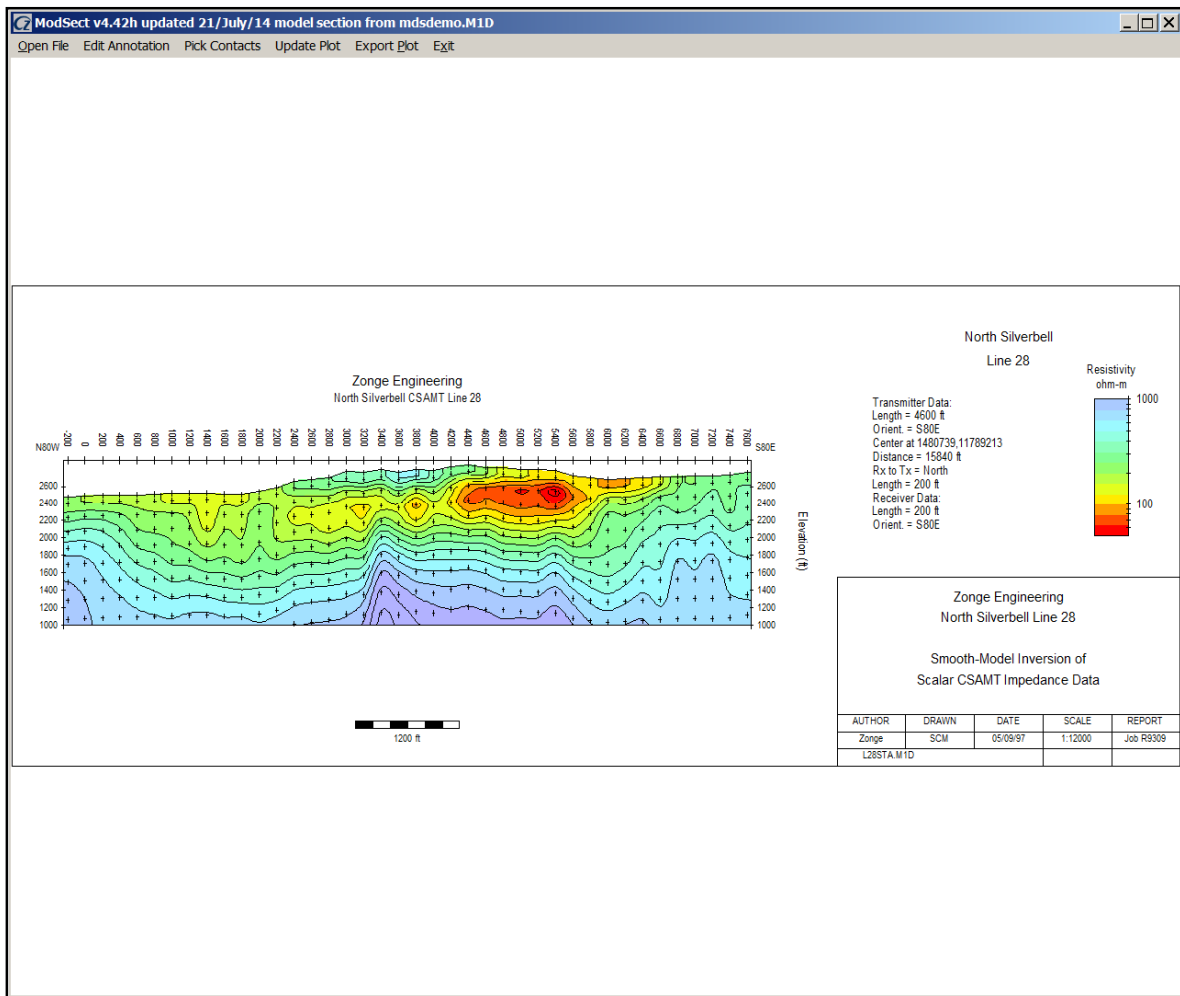 ModSect v4.42h updated 21/July/14 model section from mdsdemo.M1D
Open File Edit Annotation Pick Contacts Update Plot Export Plot Exit
Zonge Engineering
North Silverbell CSAMT Line 28
N80W -200 0 200 400 600 800 1000 1200 1400 1600 1800 2000 2200 2400 2600 2800 3000 3200 3400 3600 3800 4000 4200 4400 4600 4800 5000 5200 5400 5600 5800 6000 6200 6400 6600 6800 7000 7200 7400 7600 S80E
2600 2600
2400 2400
2200 2200
2000 2000
1800 1800
1600 1600
1400 1400
1200 1200
1000 1000
Elevation (ft)
1200 ft
North Silverbell
Line 28
Transmitter Data:
Length = 4600 ft
Orient. = S80E
Center at 1480739,11789213
Distance = 15840 ft
Rx to Tx = North
Length = 200 ft
Receiver Data:
Length = 200 ft
Orient. = S80E
Resistivity
ohm-m
1000
100
Zonge Engineering
North Silverbell Line 28
Smooth-Model Inversion of
Scalar CSAMT Impedance Data
AUTHOR DRAWN DATE SCALE REPORT
Zonge SCM 05/09/97 1:12000 Job R9309
L28STA.M1D